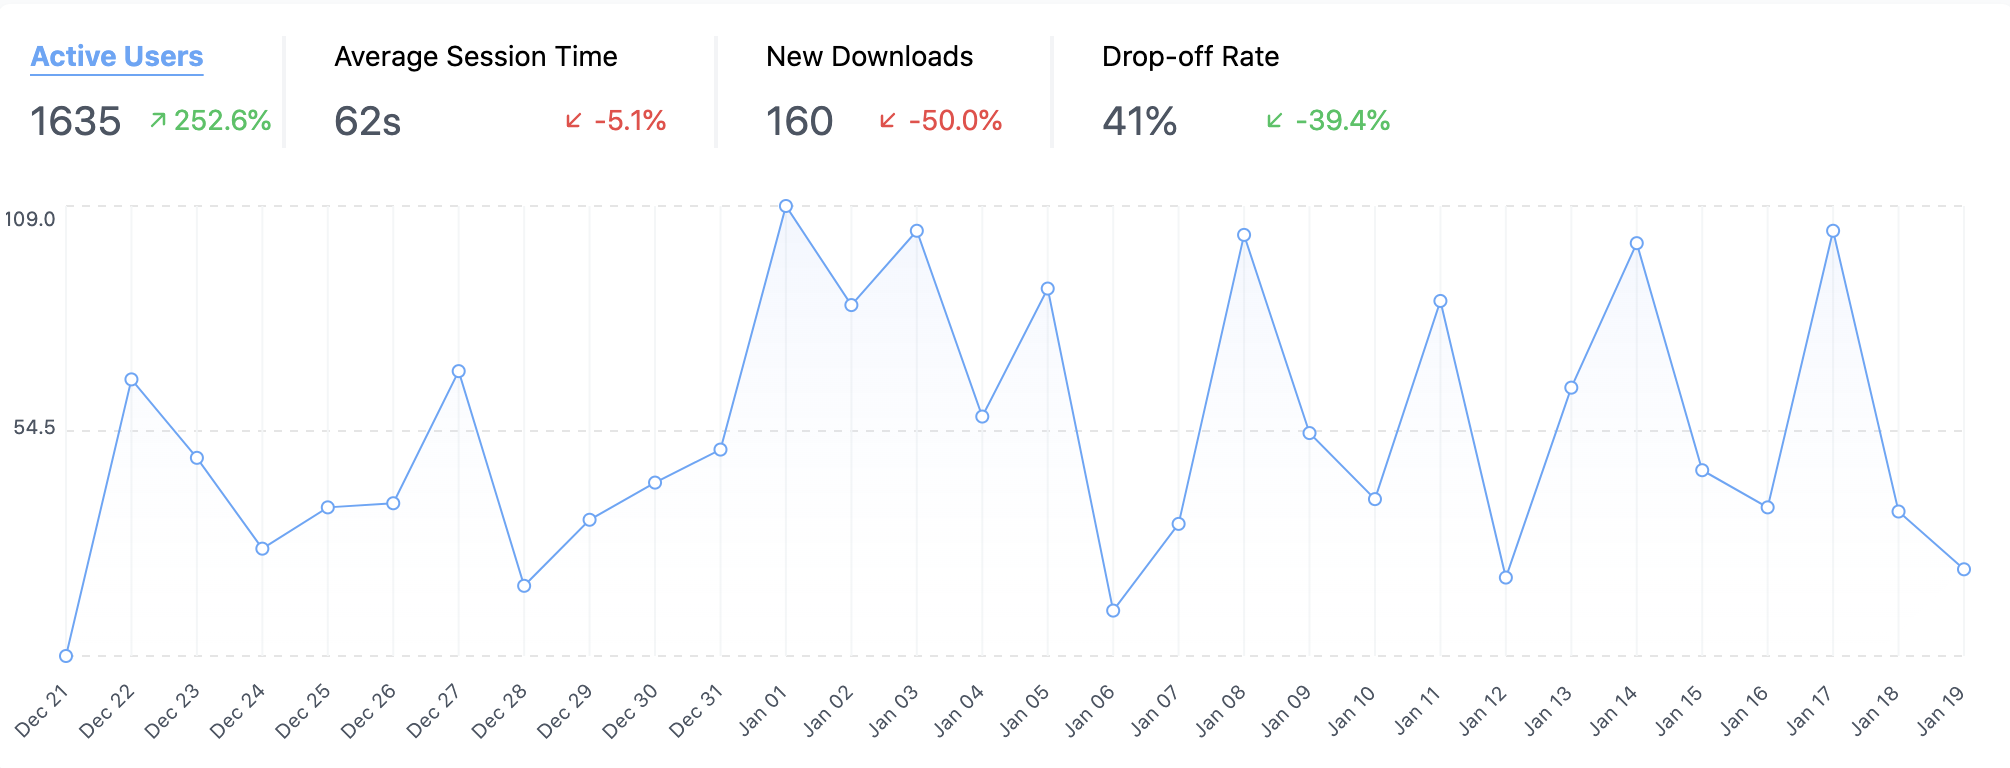 Active Users
1635 252.6%
Average Session Time
62s -5.1%
New Downloads
160 -50.0%
Drop-off Rate
41% -39.4%
109.0
54.5
Dec 21
Dec 22
Dec 23
Dec 24
Dec 25
Dec 26
Dec 27
Dec 28
Dec 29
Dec 30
Dec 31
Jan 01
Jan 02
Jan 03
Jan 04
Jan 05
Jan 06
Jan 07
Jan 08
Jan 09
Jan 10
Jan 11
Jan 12
Jan 13
Jan 14
Jan 15
Jan 16
Jan 17
Jan 18
Jan 19